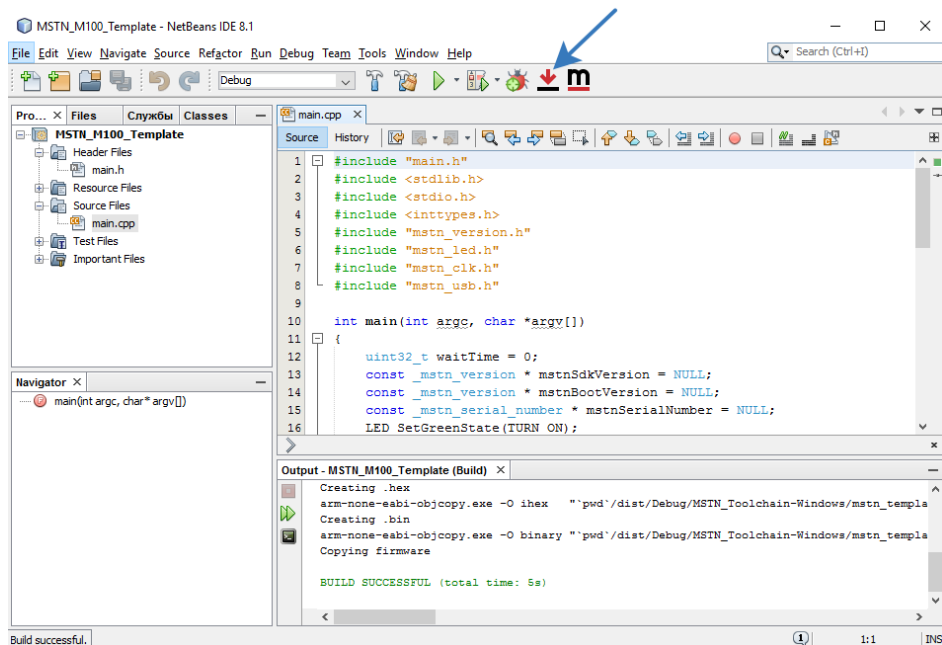 MSTN_M100_Template - NetBeans IDE 8.1
File Edit View Navigate Source Refactor Run Debug Team Tools Window Help
Search (Ctrl+I)
Debug
m
Pro... Files Службы Classes
MSTN_M100_Template
Header Files
main.h
Resource Files
Source Files
main.cpp
Test Files
Important Files
Navigator
main(int argc, char* argv[])
main.cpp
Source History
1 #include "main.h"
2 #include <stdlib.h>
3 #include <stdio.h>
4 #include <inttypes.h>
5 #include "mstn_version.h"
6 #include "mstn_led.h"
7 #include "mstn_clk.h"
8 #include "mstn_usb.h"
9
10 int main(int argc, char *argv[])
11 {
12 uint32_t waitTime = 0;
13 const _mstn_version * mstnSdkVersion = NULL;
14 const _mstn_version * mstnBootVersion = NULL;
15 const _mstn_serial_number * mstnSerialNumber = NULL;
16 LED SetGreenState(TURN ON);
Output - MSTN_M100_Template (Build)
Creating .hex
arm-none-eabi-objcopy.exe -O ihex "`pwd`/dist/Debug/MSTN_Toolchain-Windows/mstn_templa
Creating .bin
arm-none-eabi-objcopy.exe -O binary "`pwd`/dist/Debug/MSTN_Toolchain-Windows/mstn_templa
Copying firmware
BUILD SUCCESSFUL (total time: 5s)
Build successful.
1
1:1
INS